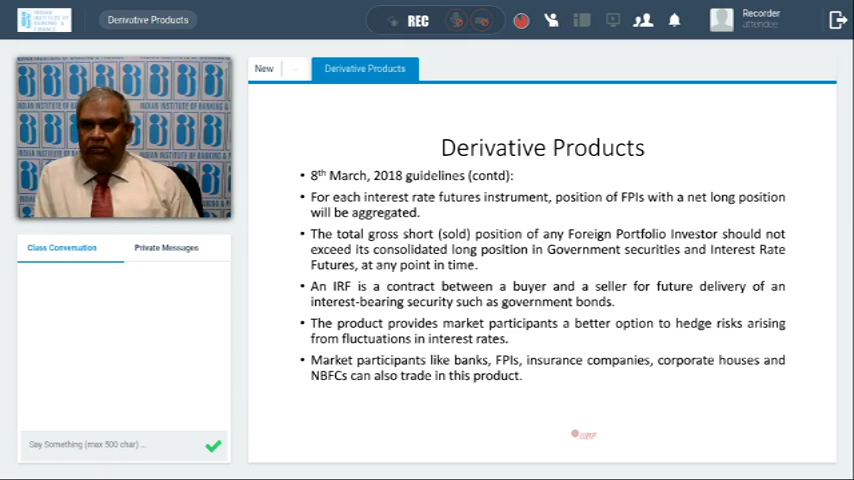 INDIAN INSTITUTE OF BANKING & FINANCE
Derivative Products
REC
Recorder
attendee
New
Derivative Products
Class Conversation
Private Messages
Say Something (max 500 char) ...
Derivative Products
• 8th March, 2018 guidelines (contd):
• For each interest rate futures instrument, position of FPIs with a net long position
will be aggregated.
• The total gross short (sold) position of any Foreign Portfolio Investor should not
exceed its consolidated long position in Government securities and Interest Rate
Futures, at any point in time.
• An IRF is a contract between a buyer and a seller for future delivery of an
interest-bearing security such as government bonds.
• The product provides market participants a better option to hedge risks arising
from fluctuations in interest rates.
• Market participants like banks, FPIs, insurance companies, corporate houses and
NBFCs can also trade in this product.